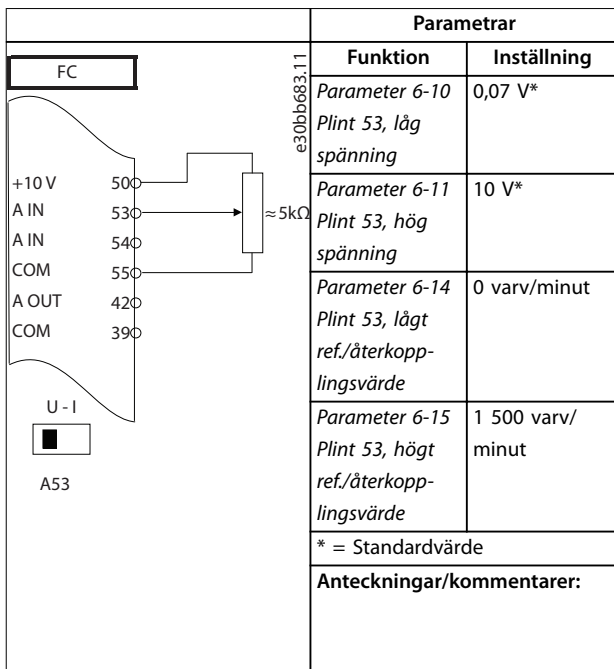 FC
e30bb683.11
+10 V 50
A IN 53
A IN 54
COM 55
A OUT 42
COM 39
≈ 5kΩ
U - I
A53
Parametrar
Funktion Inställning
Parameter 6-10 0,07 V*
Plint 53, låg
spänning
Parameter 6-11 10 V*
Plint 53, hög
spänning
Parameter 6-14 0 varv/minut
Plint 53, lågt
ref./återkopp-
lingsvärde
Parameter 6-15 1 500 varv/
Plint 53, högt minut
ref./återkopp-
lingsvärde
* = Standardvärde
Anteckningar/kommentarer: